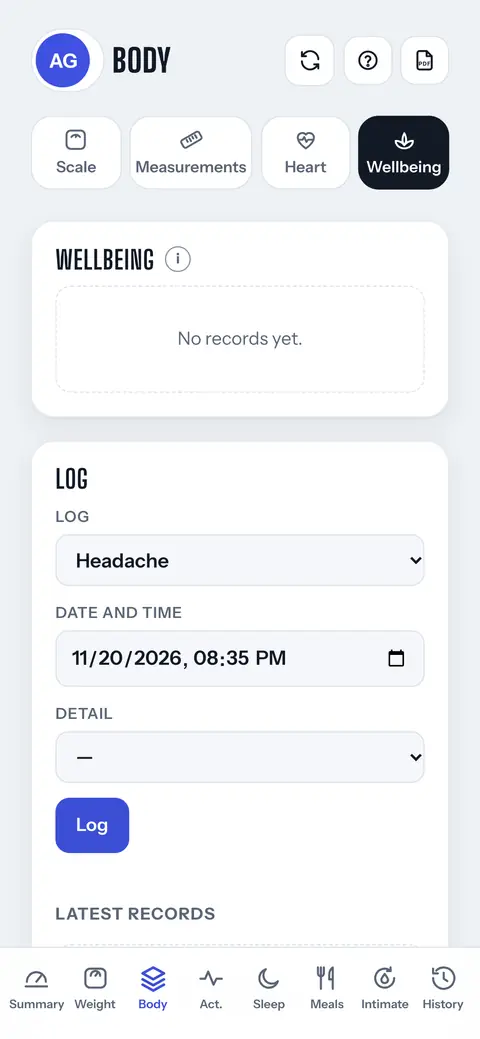 AG BODY
PDF
Scale Measurements Heart Wellbeing
WELLBEING i
No records yet.
LOG
LOG
Headache
DATE AND TIME
11/20/2026, 08:35 PM
DETAIL
—
Log
LATEST RECORDS
Summary Weight Body Act. Sleep Meals Intimate History